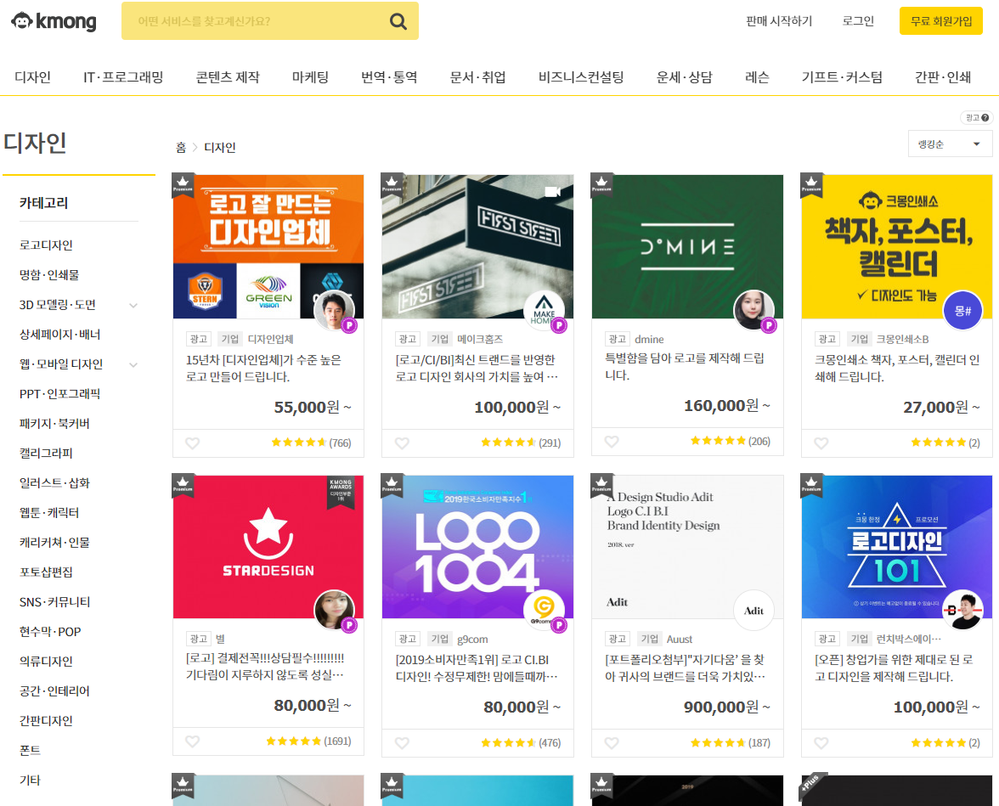 kmong
어떤 서비스를 찾고계신가요?
판매 시작하기
로그인
무료 회원가입
디자인 IT·프로그래밍 콘텐츠 제작 마케팅 번역·통역 문서·취업 비즈니스컨설팅 운세·상담 레슨 기프트·커스텀 간판·인쇄
광고
디자인
홈 > 디자인
랭킹순
카테고리
로고디자인
명함·인쇄물
3D 모델링·도면
상세페이지·배너
웹·모바일 디자인
PPT·인포그래픽
패키지·북커버
캘리그라피
일러스트·삽화
웹툰·캐릭터
캐리커쳐·인물
포토샵편집
SNS·커뮤니티
현수막·POP
의류디자인
공간·인테리어
간판디자인
폰트
기타
Premium
로고 잘 만드는
디자인업체
STERN
GREEN
VISION
P
광고 기업 디자인업체
15년차 [디자인업체]가 수준 높은
로고 만들어 드립니다.
55,000원 ~
(766)
Premium
FIRST STREET
FIRST STREET
MAKE
HOME
P
광고 기업 메이크홈즈
[로고/CI/BI]최신 트랜드를 반영한
로고 디자인 회사의 가치를 높여 …
100,000원 ~
(291)
Premium
D°MINE
P
광고 dmine
특별함을 담아 로고를 제작해 드립
니다.
160,000원 ~
(206)
Premium
크몽인쇄소
책자, 포스터,
캘린더
✓ 디자인도 가능
몽#
광고 기업 크몽인쇄소B
크몽인쇄소 책자, 포스터, 캘린더 인
쇄해 드립니다.
27,000원 ~
(2)
Premium
KMONG
AWARDS
디자인부문
1위
STARDESIGN
P
광고 별
[로고] 결제전꼭!!!상담필수!!!!!!!!!
기다림이 지루하지 않도록 성실…
80,000원 ~
(1691)
Premium
2019한국소비자만족지수1
LOGO
1004
G9com
P
광고 기업 g9com
[2019소비자만족1위] 로고 CI.BI
디자인! 수정무제한! 맘에들때까…
80,000원 ~
(476)
Premium
A Design Studio Adit
Logo C.I B.I
Brand Identity Design
2018. ver
Adit
Adit
광고 기업 Auust
[포트폴리오첨부]"자기다움’ 을 찾
아 귀사의 브랜드를 더욱 가치있…
900,000원 ~
(187)
Premium
크몽 한정 프로모션
로고디자인
101
ⓒ 상기 이벤트는 예고없이 종료될 수 있습니다.
B
광고 기업 런치박스에이…
[오픈] 창업가를 위한 제대로 된 로
고 디자인을 제작해 드립니다.
100,000원 ~
(2)
Premium
Premium
Premium
2019
+Plus